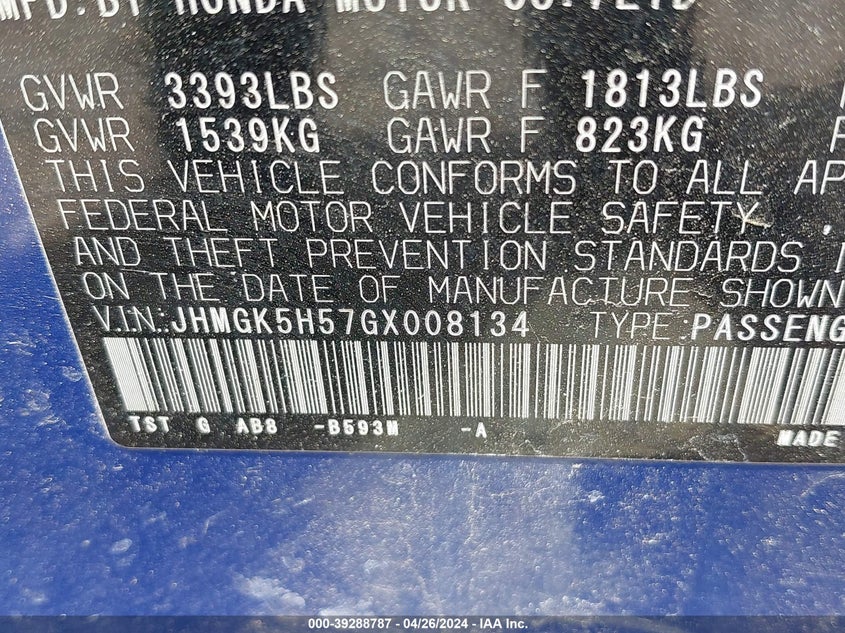 MFD. BY HONDA MOTOR CO., LTD
GVWR 3393LBS GAWR F 1813LBS
GVWR 1539KG GAWR F 823KG
THIS VEHICLE CONFORMS TO ALL AP
FEDERAL MOTOR VEHICLE SAFETY
AND THEFT PREVENTION STANDARDS I
ON THE DATE OF MANUFACTURE SHOWN
V.I.N.: JHMGK5H57GX008134 TYPE: PASSENG
TST G AB8 -B593M -A MADE
000-39288787 - 04/26/2024 - IAA Inc.